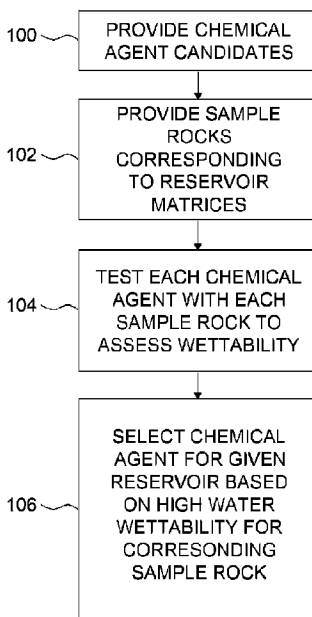 100
PROVIDE CHEMICAL
AGENT CANDIDATES
102
PROVIDE SAMPLE
ROCKS
CORRESPONDING
TO RESERVOIR
MATRICES
104
TEST EACH CHEMICAL
AGENT WITH EACH
SAMPLE ROCK TO
ASSESS WETTABILITY
106
SELECT CHEMICAL
AGENT FOR GIVEN
RESERVOIR BASED
ON HIGH WATER
WETTABILITY FOR
CORRESONDING
SAMPLE ROCK